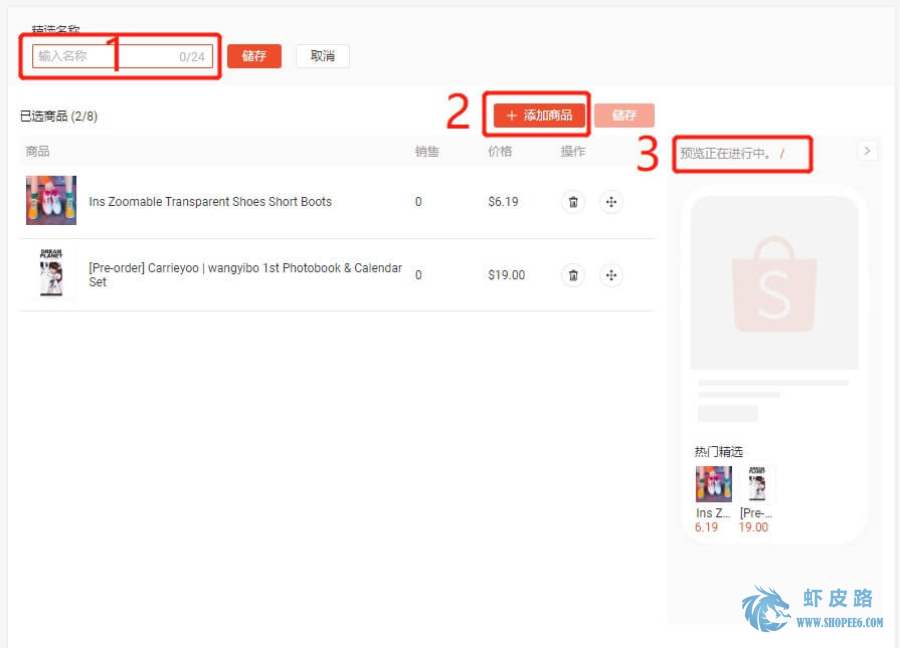 精选名称
1
输入名称 0/24 储存 取消
已选商品 (2/8)
2
+ 添加商品 储存
商品 销售 价格 操作
3
预览正在进行中。 /
Ins Zoomable Transparent Shoes Short Boots 0 $6.19
DREAM PLANET
[Pre-order] Carrieyoo | wangyibo 1st Photobook & Calendar
Set
0 $19.00
S
热门精选
Ins Z... [Pre-...
6.19 19.00
虾皮路
WWW.SHOPEE6.COM